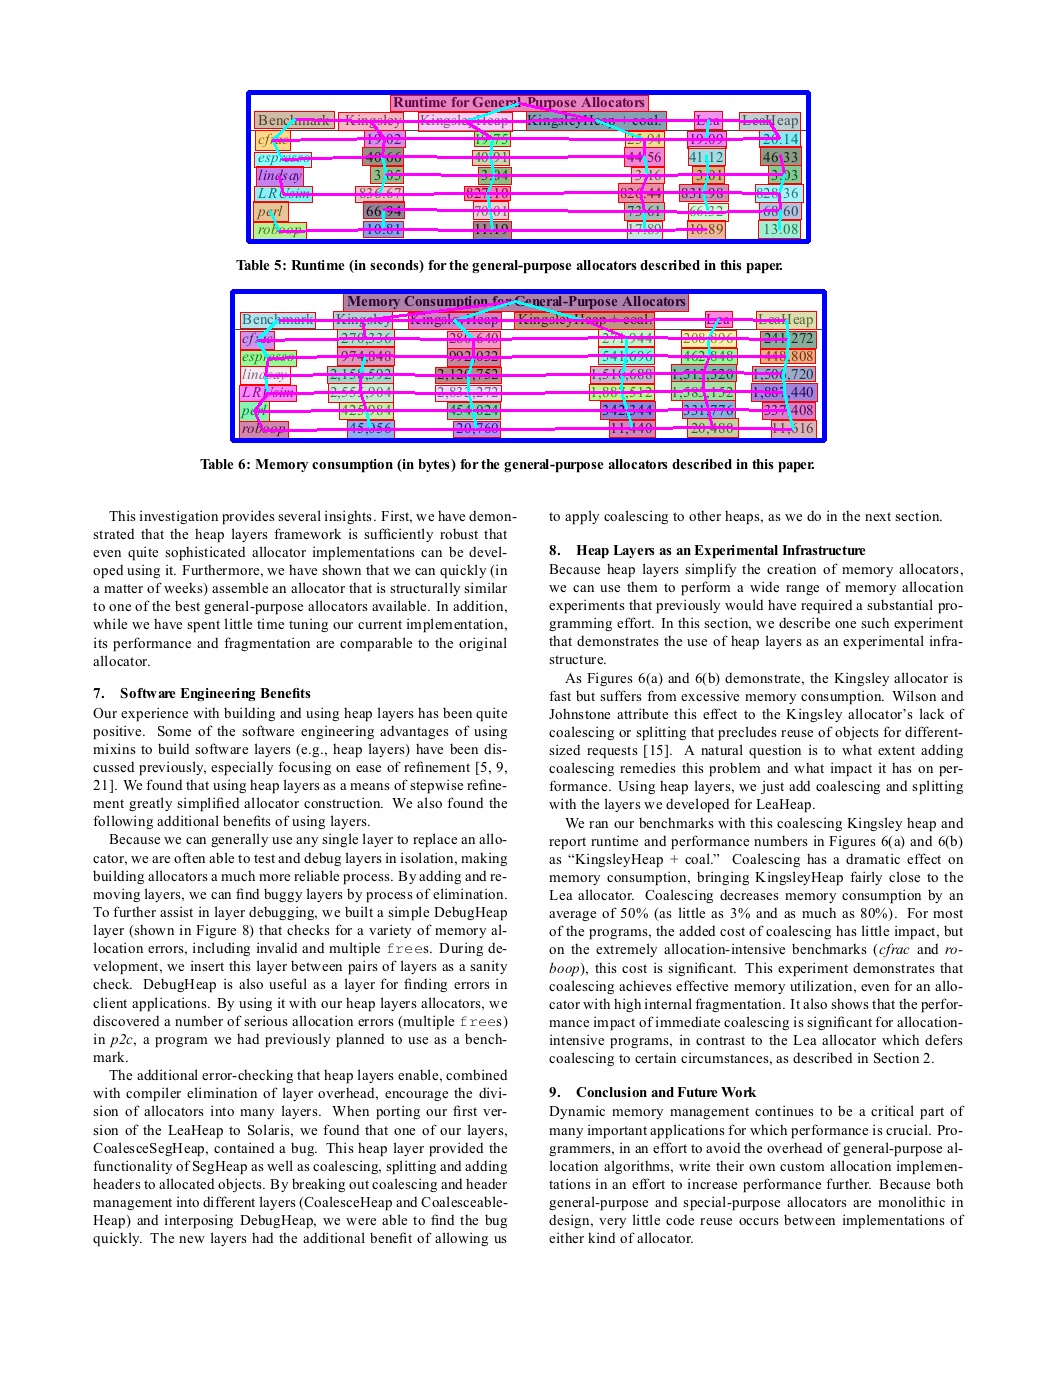 Runtime for General-Purpose Allocators
Benchmark Kingsley KingsleyHeap KingsleyHeap + coal. Lea LeaHeap
cfrac 19.02 19.75 25.94 19.09 20.14
espresso 40.66 40.91 44.56 41.12 46.33
lindsay 3.05 3.04 3.16 3.01 3.03
LRUsim 836.67 827.10 826.44 831.98 828.36
perl 66.94 70.01 73.61 66.32 68.60
roboop 10.81 11.19 17.89 10.89 13.08
Table 5: Runtime (in seconds) for the general-purpose allocators described in this paper.
Memory Consumption for General-Purpose Allocators
Benchmark Kingsley KingsleyHeap KingsleyHeap + coal. Lea LeaHeap
cfrac 270,336 280,640 271,944 208,896 241,272
espresso 974,848 992,032 541,696 462,848 448,808
lindsay 1,515,520 1,506,720
LRUsim 2,555,904 2,832,272 1,887,512 1,585,152 1,887,440
perl 425,984 454,024 342,344 331,776 337,408
roboop 45,056 20,760 11,440 20,480 11,616
Table 6: Memory consumption (in bytes) for the general-purpose allocators described in this paper.
This investigation provides several insights. First, we have demon-
strated that the heap layers framework is sufficiently robust that
even quite sophisticated allocator implementations can be devel-
oped using it. Furthermore, we have shown that we can quickly (in
a matter of weeks) assemble an allocator that is structurally similar
to one of the best general-purpose allocators available. In addition,
while we have spent little time tuning our current implementation,
its performance and fragmentation are comparable to the original
allocator.
7. Software Engineering Benefits
Our experience with building and using heap layers has been quite
positive. Some of the software engineering advantages of using
mixins to build software layers (e.g., heap layers) have been dis-
cussed previously, especially focusing on ease of refinement [5, 9,
21]. We found that using heap layers as a means of stepwise refine-
ment greatly simplified allocator construction. We also found the
following additional benefits of using layers.
Because we can generally use any single layer to replace an allo-
cator, we are often able to test and debug layers in isolation, making
building allocators a much more reliable process. By adding and re-
moving layers, we can find buggy layers by process of elimination.
To further assist in layer debugging, we built a simple DebugHeap
layer (shown in Figure 8) that checks for a variety of memory al-
location errors, including invalid and multiple frees. During de-
velopment, we insert this layer between pairs of layers as a sanity
check. DebugHeap is also useful as a layer for finding errors in
client applications. By using it with our heap layers allocators, we
discovered a number of serious allocation errors (multiple frees)
in p2c, a program we had previously planned to use as a bench-
mark.
The additional error-checking that heap layers enable, combined
with compiler elimination of layer overhead, encourage the divi-
sion of allocators into many layers. When porting our first ver-
sion of the LeaHeap to Solaris, we found that one of our layers,
CoalesceSegHeap, contained a bug. This heap layer provided the
functionality of SegHeap as well as coalescing, splitting and adding
headers to allocated objects. By breaking out coalescing and header
management into different layers (CoalesceHeap and Coalesceable-
Heap) and interposing DebugHeap, we were able to find the bug
quickly. The new layers had the additional benefit of allowing us
to apply coalescing to other heaps, as we do in the next section.
8. Heap Layers as an Experimental Infrastructure
Because heap layers simplify the creation of memory allocators,
we can use them to perform a wide range of memory allocation
experiments that previously would have required a substantial pro-
gramming effort. In this section, we describe one such experiment
that demonstrates the use of heap layers as an experimental infra-
structure.
As Figures 6(a) and 6(b) demonstrate, the Kingsley allocator is
fast but suffers from excessive memory consumption. Wilson and
Johnstone attribute this effect to the Kingsley allocator's lack of
coalescing or splitting that precludes reuse of objects for different-
sized requests [15]. A natural question is to what extent adding
coalescing remedies this problem and what impact it has on per-
formance. Using heap layers, we just add coalescing and splitting
with the layers we developed for LeaHeap.
We ran our benchmarks with this coalescing Kingsley heap and
report runtime and performance numbers in Figures 6(a) and 6(b)
as “KingsleyHeap + coal.” Coalescing has a dramatic effect on
memory consumption, bringing KingsleyHeap fairly close to the
Lea allocator. Coalescing decreases memory consumption by an
average of 50% (as little as 3% and as much as 80%). For most
of the programs, the added cost of coalescing has little impact, but
on the extremely allocation-intensive benchmarks (cfrac and ro-
boop), this cost is significant. This experiment demonstrates that
coalescing achieves effective memory utilization, even for an allo-
cator with high internal fragmentation. It also shows that the perfor-
mance impact of immediate coalescing is significant for allocation-
intensive programs, in contrast to the Lea allocator which defers
coalescing to certain circumstances, as described in Section 2.
9. Conclusion and Future Work
Dynamic memory management continues to be a critical part of
many important applications for which performance is crucial. Pro-
grammers, in an effort to avoid the overhead of general-purpose al-
location algorithms, write their own custom allocation implemen-
tations in an effort to increase performance further. Because both
general-purpose and special-purpose allocators are monolithic in
design, very little code reuse occurs between implementations of
either kind of allocator.